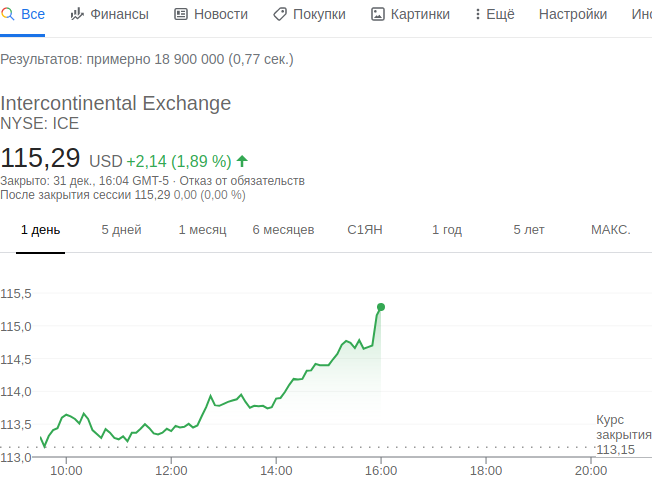 Все Финансы Новости Покупки Картинки Ещё Настройки
Результатов: примерно 18 900 000 (0,77 сек.)
Intercontinental Exchange
NYSE: ICE
115,29 USD +2,14 (1,89 %)
Закрыто: 31 дек., 16:04 GMT-5 · Отказ от обязательств
После закрытия сессии 115,29 0,00 (0,00 %)
1 день 5 дней 1 месяц 6 месяцев С1ЯН 1 год 5 лет МАКС.
115,5
115,0
114,5
114,0
113,5
113,0
Курс
закрытия
113,15
10:00 12:00 14:00 16:00 18:00 20:00